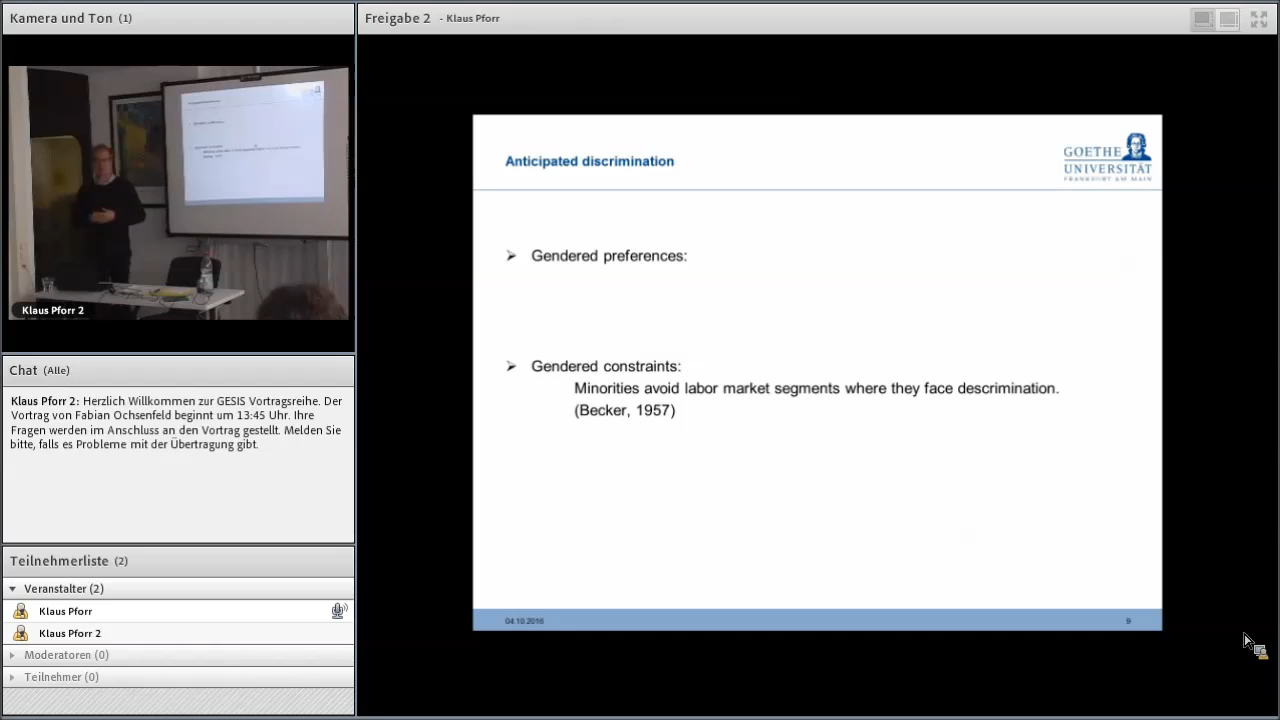 Kamera und Ton (1)
Klaus Pforr 2
Chat (Alle)
Klaus Pforr 2: Herzlich Willkommen zur GESIS Vortragsreihe. Der
Vortrag von Fabian Ochsenfeld beginnt um 13:45 Uhr. Ihre
Fragen werden im Anschluss an den Vortrag gestellt. Melden Sie
bitte, falls es Probleme mit der Übertragung gibt.
Teilnehmerliste (2)
Veranstalter (2)
Klaus Pforr
Klaus Pforr 2
Moderatoren (0)
Teilnehmer (0)
Freigabe 2 - Klaus Pforr
Anticipated discrimination
GOETHE
UNIVERSITÄT
FRANKFURT AM MAIN
Gendered preferences:
Gendered constraints:
Minorities avoid labor market segments where they face descrimination.
(Becker, 1957)
04.10.2016
9